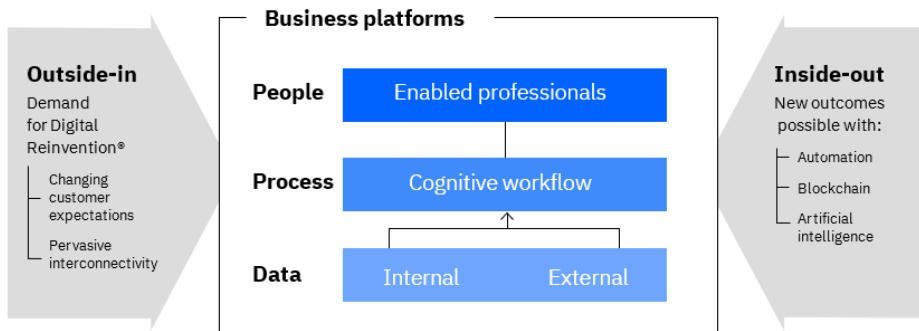 Business platforms
Outside-in
Demand
for Digital
Reinvention®
Changing
customer
expectations
Pervasive
interconnectivity
People
Enabled professionals
Process
Cognitive workflow
Data
Internal
External
Inside-out
New outcomes
possible with:
Automation
Blockchain
Artificial
intelligence